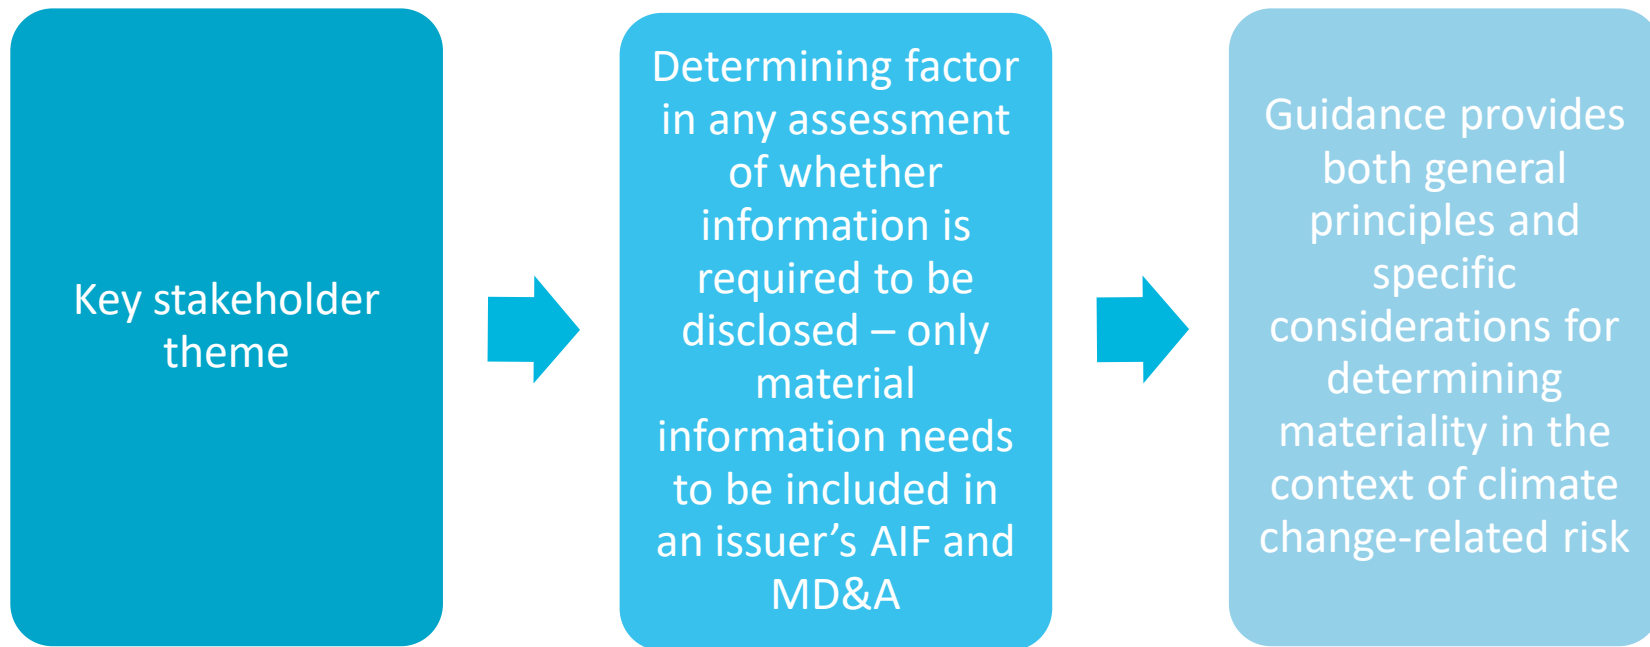 Key stakeholder
theme
Determining factor
in any assessment
of whether
information is
required to be
disclosed – only
material
information needs
to be included in
an issuer’s AIF and
MD&A
Guidance provides
both general
principles and
specific
considerations for
determining
materiality in the
context of climate
change-related risk